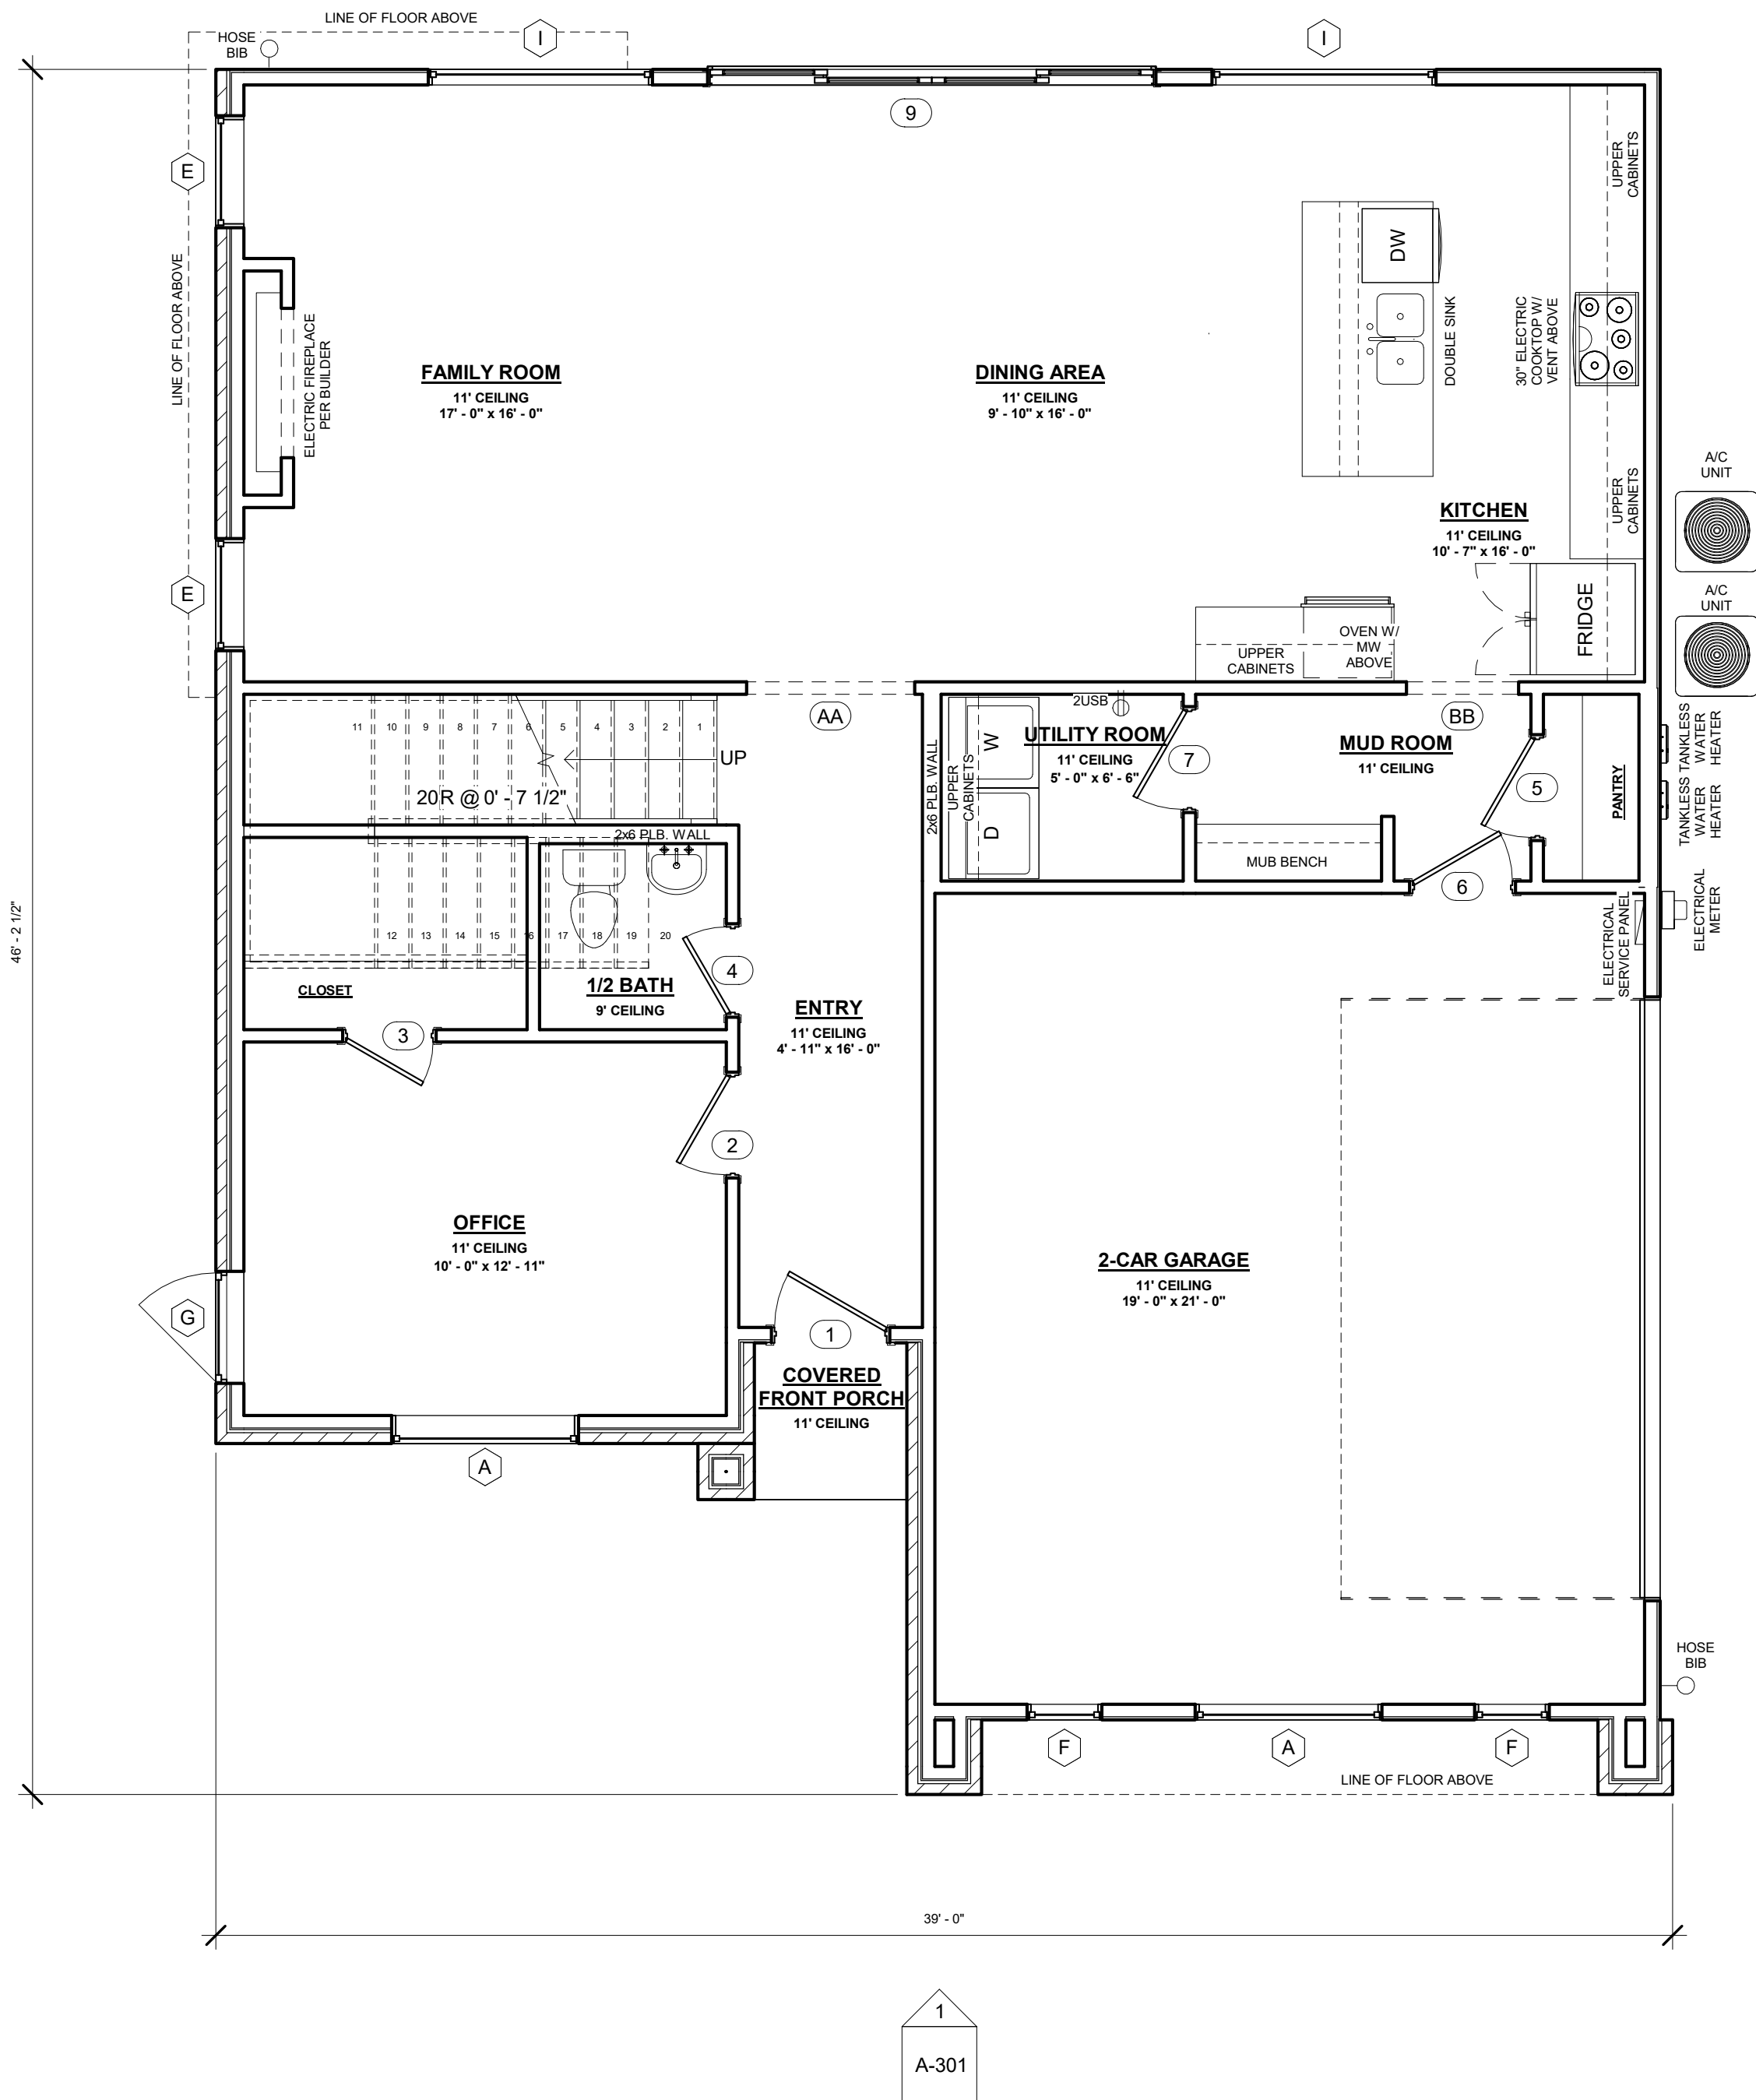 LINE OF FLOOR ABOVE
HOSE
BIB
I
I
9
E
LINE OF FLOOR ABOVE
E
ELECTRIC FIREPLACE
PER BUILDER
FAMILY ROOM
11' CEILING
17' - 0" x 16' - 0"
DINING AREA
11' CEILING
9' - 10" x 16' - 0"
DW
DOUBLE SINK
30" ELECTRIC
COOKTOP W/
VENT ABOVE
UPPER
CABINETS
UPPER
CABINETS
KITCHEN
11' CEILING
10' - 7" x 16' - 0"
FRIDGE
OVEN W/
MW
ABOVE
UPPER
CABINETS
A/C
UNIT
A/C
UNIT
AA
BB
11
10
9
8
7
6
5
4
3
2
1
UP
20R @ 0' - 7 1/2"
2x6 PLB. WALL
2x6 PLB. WALL
UPPER
CABINETS
W
D
2USB
UTILITY ROOM
11' CEILING
5' - 0" x 6' - 6"
7
MUD ROOM
11' CEILING
5
PANTRY
MUB BENCH
6
TANKLESS
WATER
HEATER
TANKLESS
WATER
HEATER
ELECTRICAL
METER
ELECTRICAL
SERVICE PANEL
12
13
14
15
16
17
18
19
20
CLOSET
3
1/2 BATH
9' CEILING
4
ENTRY
11' CEILING
4' - 11" x 16' - 0"
2
OFFICE
11' CEILING
10' - 0" x 12' - 11"
G
A
1
COVERED
FRONT PORCH
11' CEILING
2-CAR GARAGE
11' CEILING
19' - 0" x 21' - 0"
HOSE
BIB
F
A
F
LINE OF FLOOR ABOVE
46' - 2 1/2"
39' - 0"
1
A-301